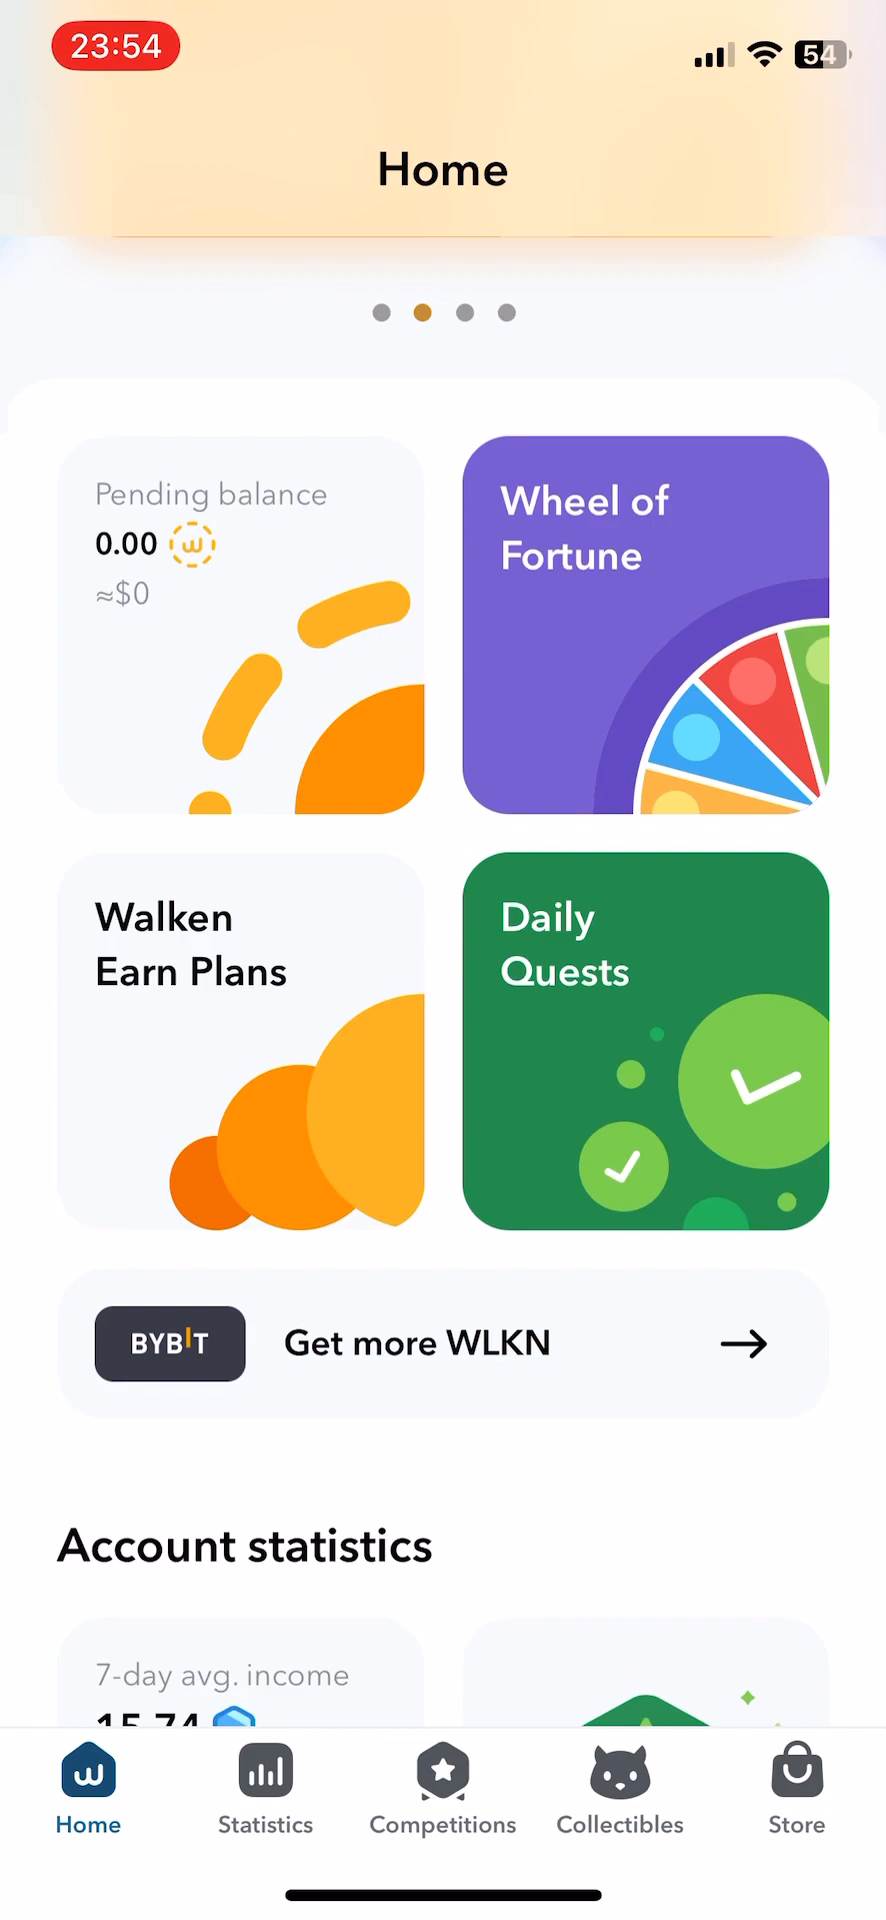 23:54
54
Home
Pending balance
0.00
≈$0
Wheel of
Fortune
Walken
Earn Plans
Daily
Quests
BYBIT
Get more WLKN
Account statistics
7-day avg. income
15.74
Home
Statistics
Competitions
Collectibles
Store